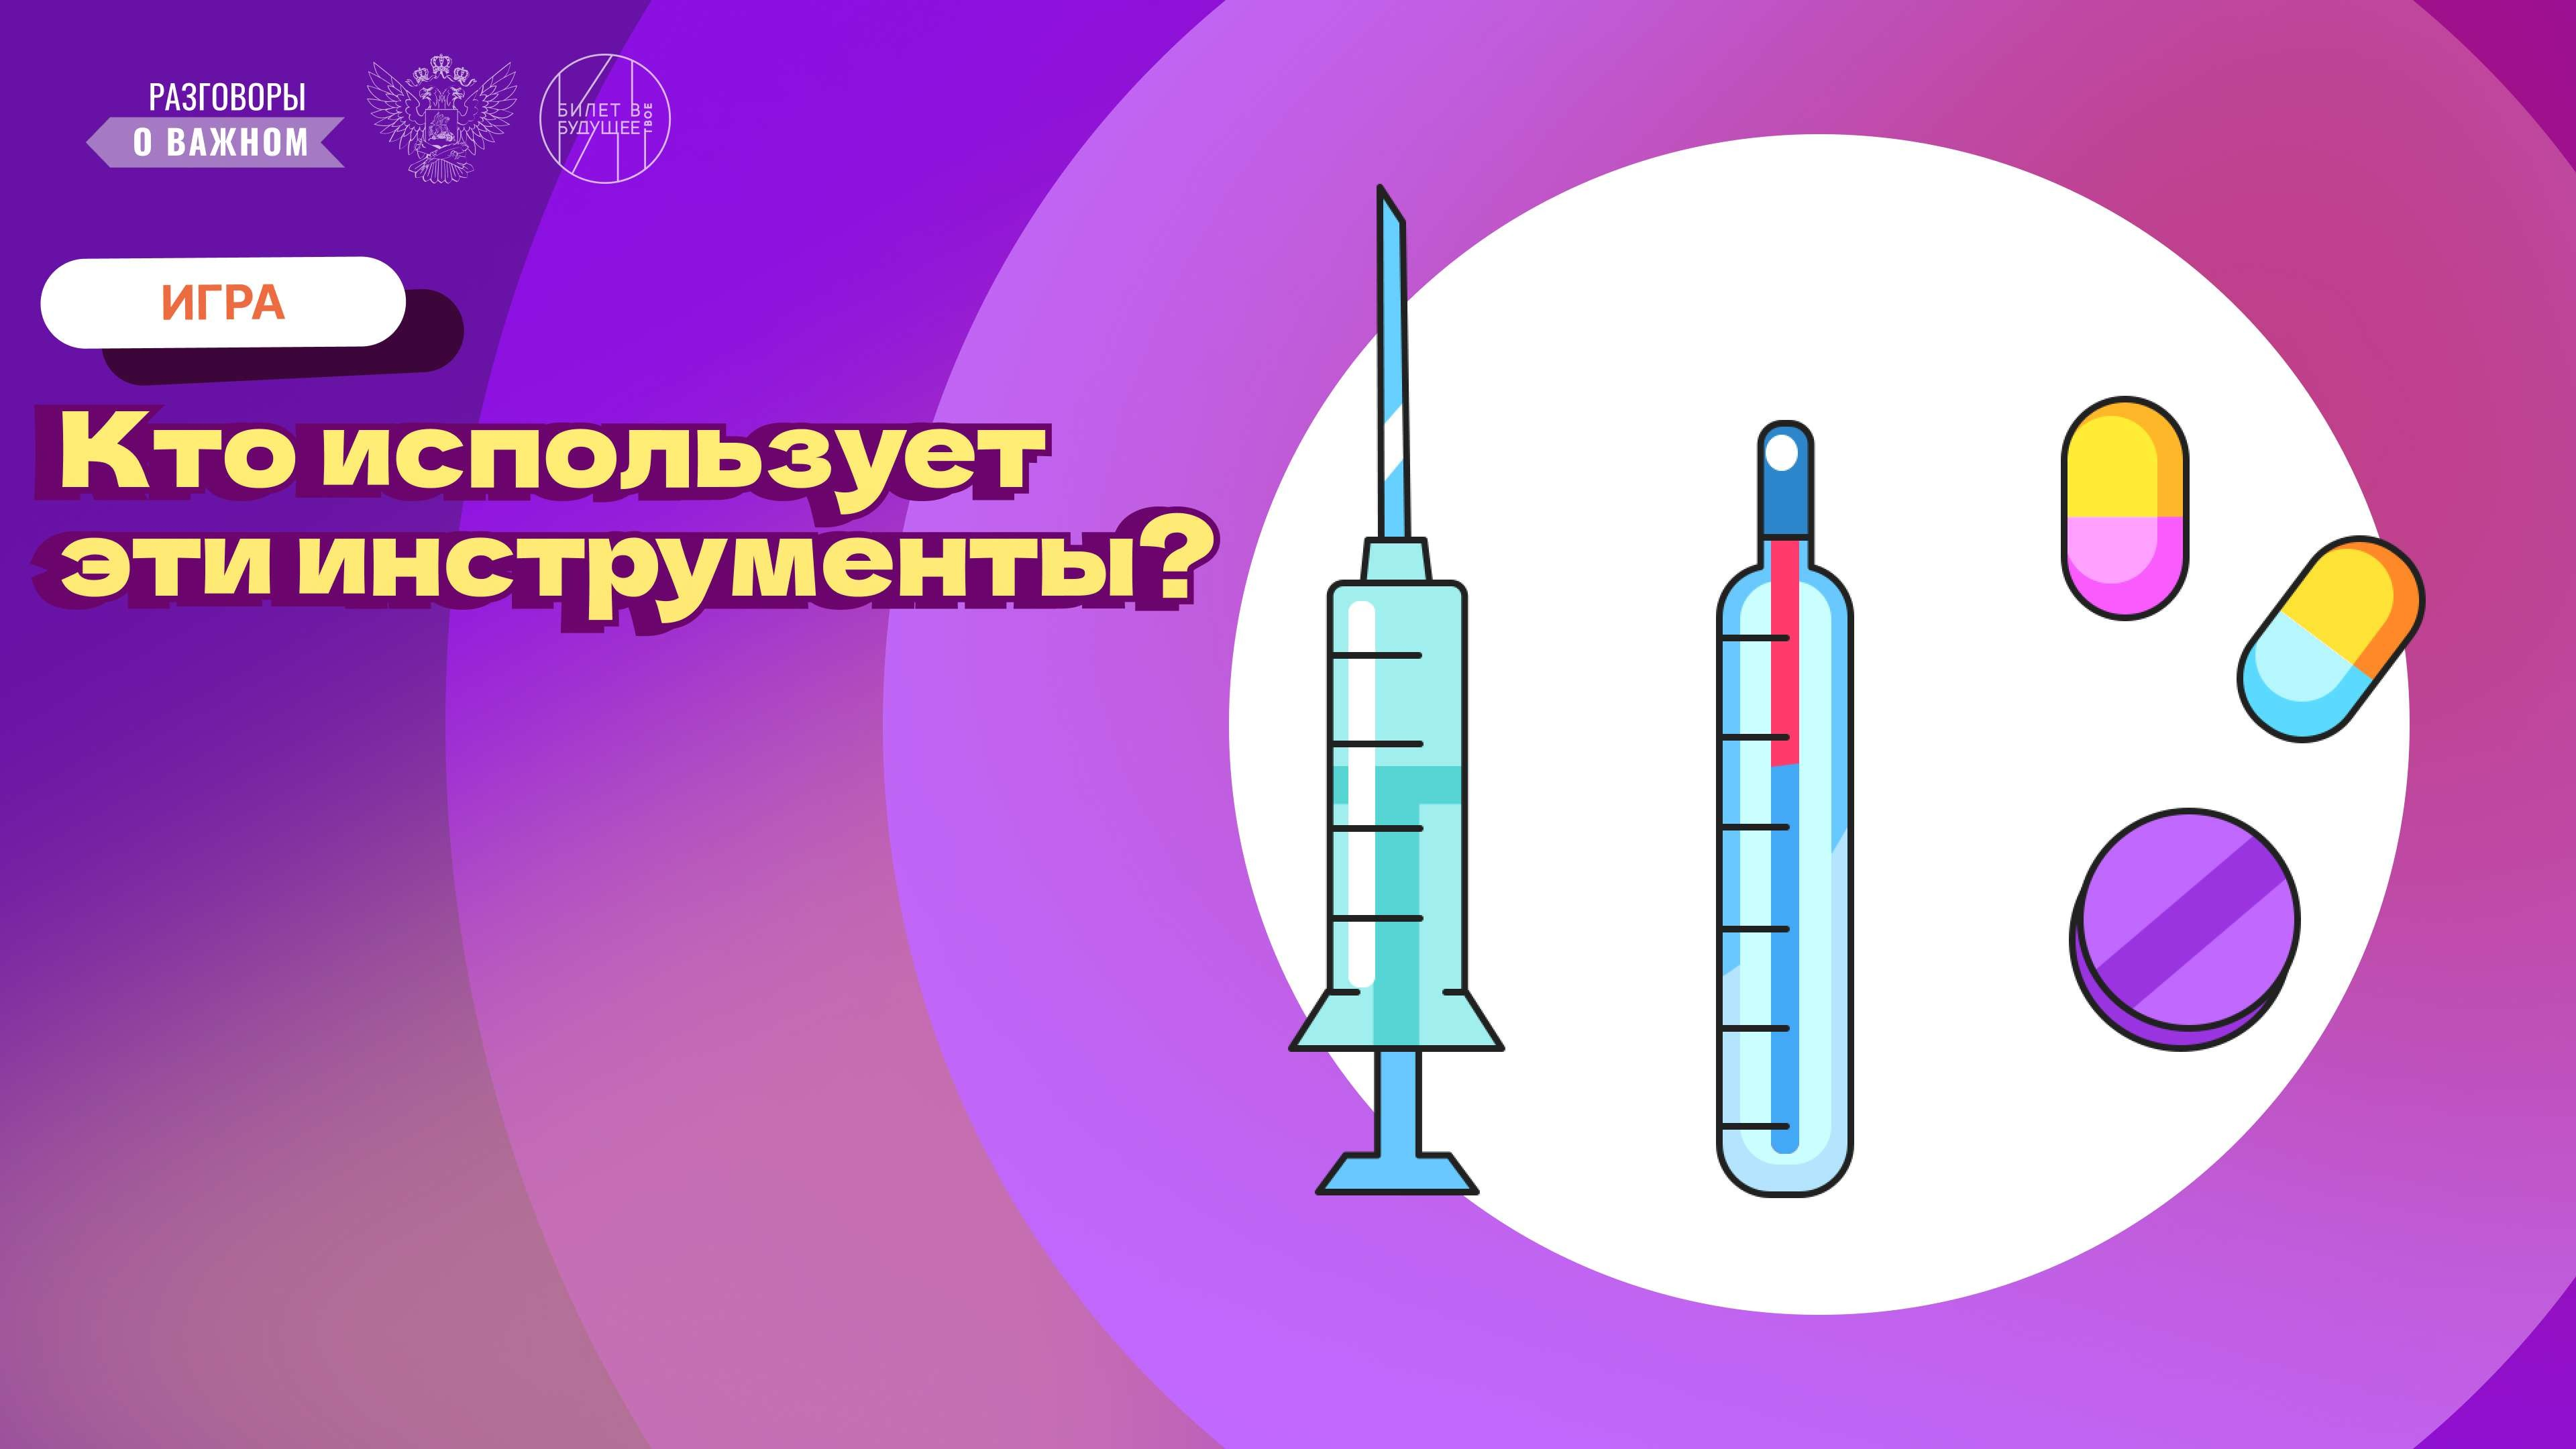 РАЗГОВОРЫ
О ВАЖНОМ
БИЛЕТ В
БУДУЩЕЕ
ТВОЕ
ИГРА
Кто использует
эти инструменты?